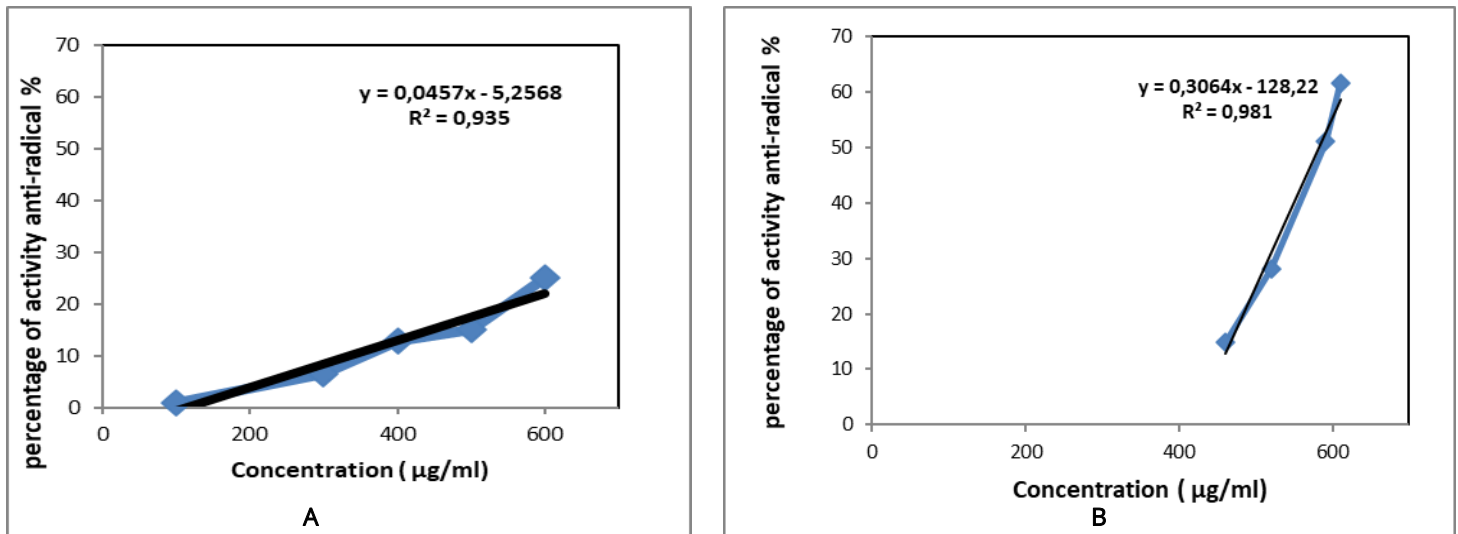 percentage of activity anti-radical %
70
60
50
40
30
20
10
0
y = 0,0457x - 5,2568
R² = 0,935
0 200 400 600
Concentration ( µg/ml)
A
percentage of activity anti-radical %
70
60
50
40
30
20
10
0
y = 0,3064x - 128,22
R² = 0,981
0 200 400 600
Concentration ( µg/ml)
B